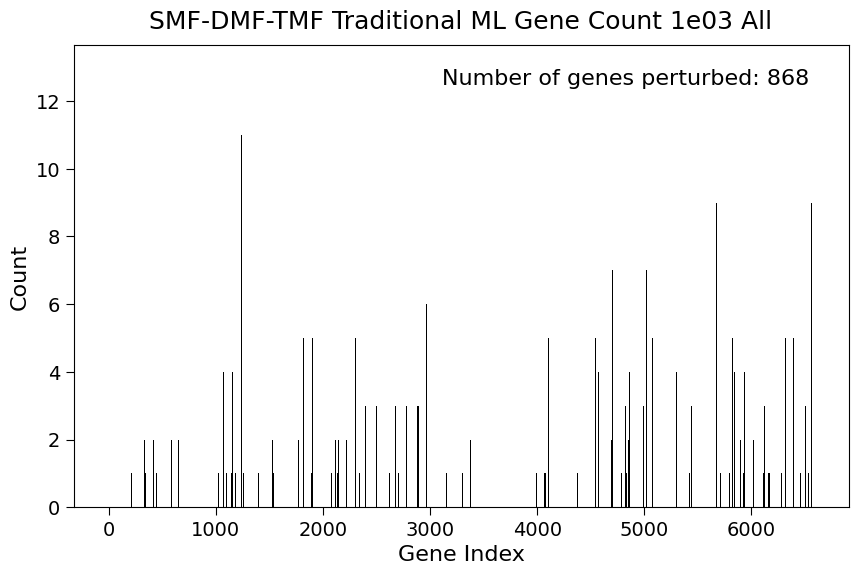 SMF-DMF-TMF Traditional ML Gene Count 1e03 All
Number of genes perturbed: 868
12
10
8
6
4
2
0
Count
0 1000 2000 3000 4000 5000 6000
Gene Index